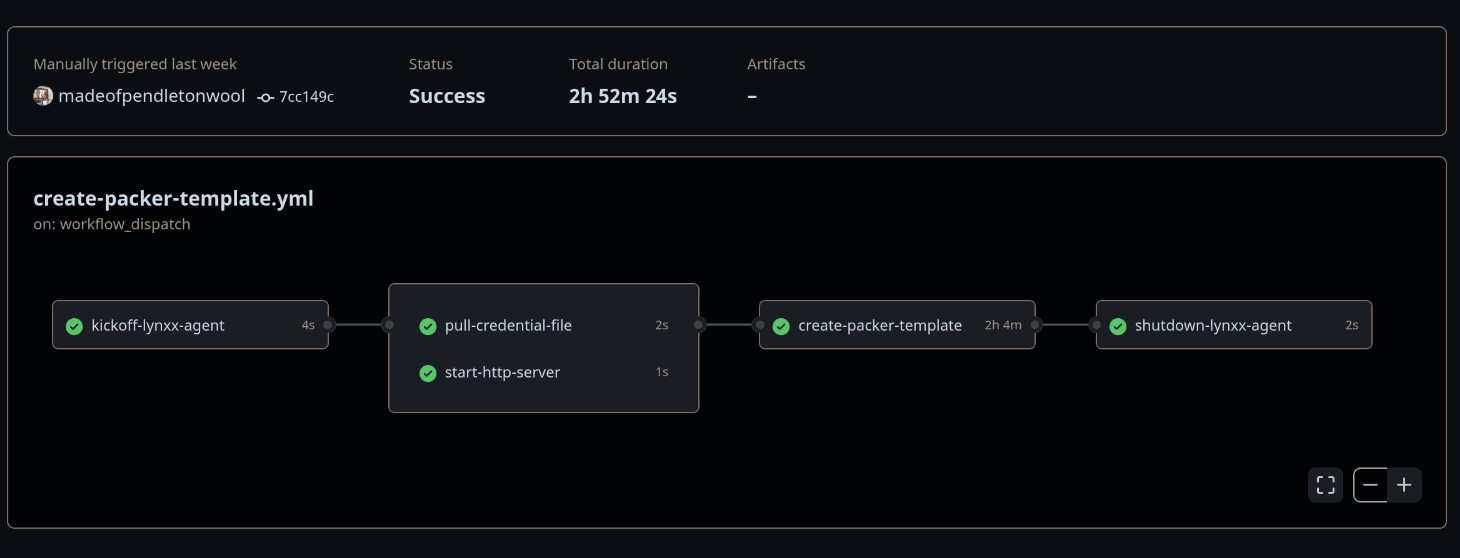 Manually triggered last week
madeofpendletonwool 7cc149c
Status
Success
Total duration
2h 52m 24s
Artifacts
–
create-packer-template.yml
on: workflow_dispatch
kickoff-lynxx-agent 4s
pull-credential-file 2s
start-http-server 1s
create-packer-template 2h 4m
shutdown-lynxx-agent 2s